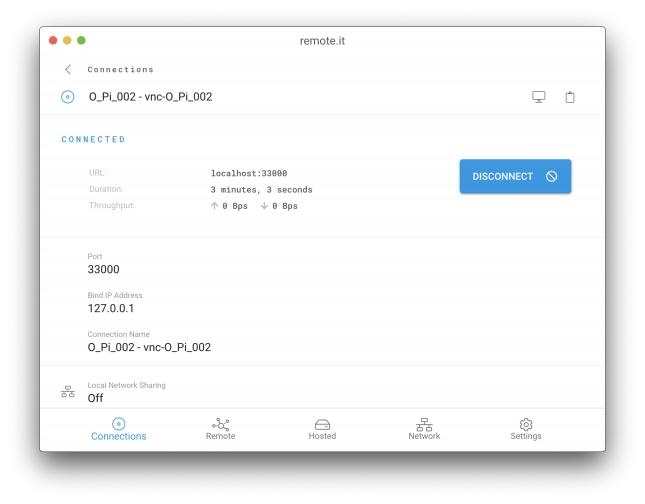 remote.it
Connections
O_Pi_002 - vnc-O_Pi_002
CONNECTED
URL: localhost:33000
Duration: 3 minutes, 3 seconds
DISCONNECT
Throughput: ↑ 0 Bps ↓ 0 Bps
Port
33000
Bind IP Address
127.0.0.1
Connection Name
O_Pi_002 - vnc-O_Pi_002
Local Network Sharing
Off
Connections Remote Hosted Network Settings